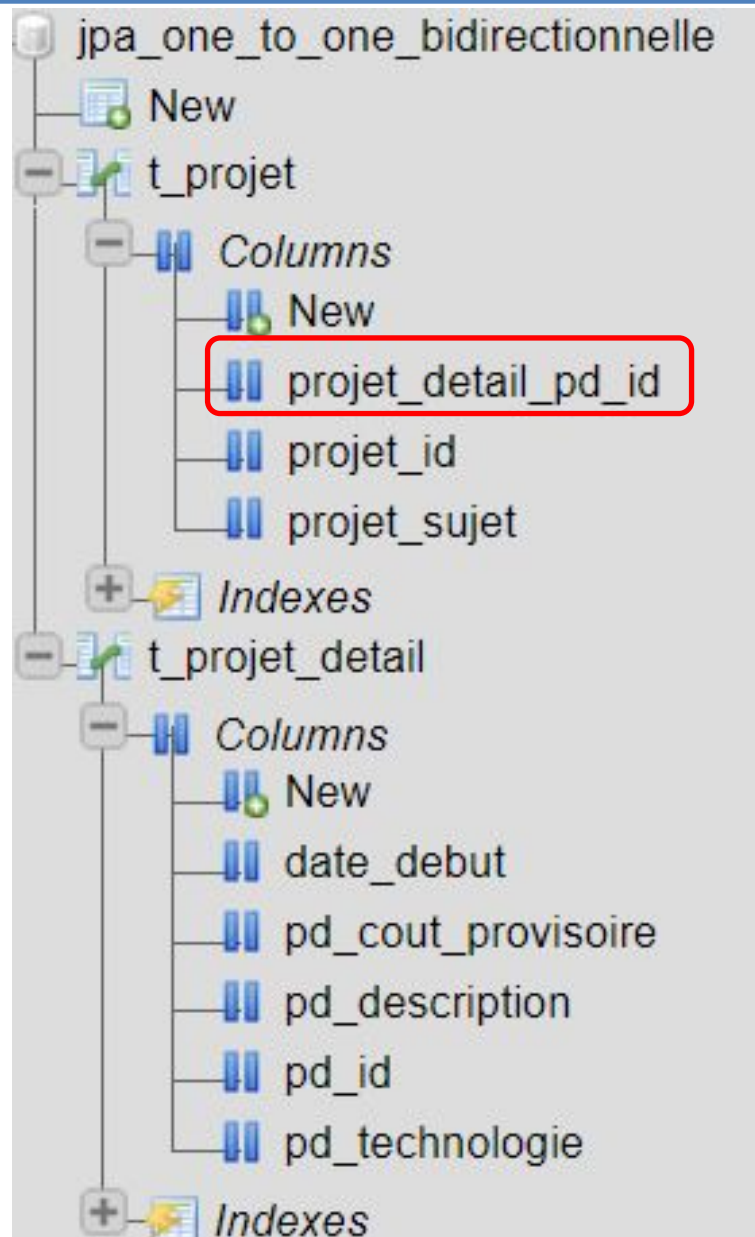 jpa_one_to_one_bidirectionnelle
New
t_projet
Columns
New
projet_detail_pd_id
projet_id
projet_sujet
Indexes
t_projet_detail
Columns
New
date_debut
pd_cout_provisoire
pd_description
pd_id
pd_technologie
Indexes